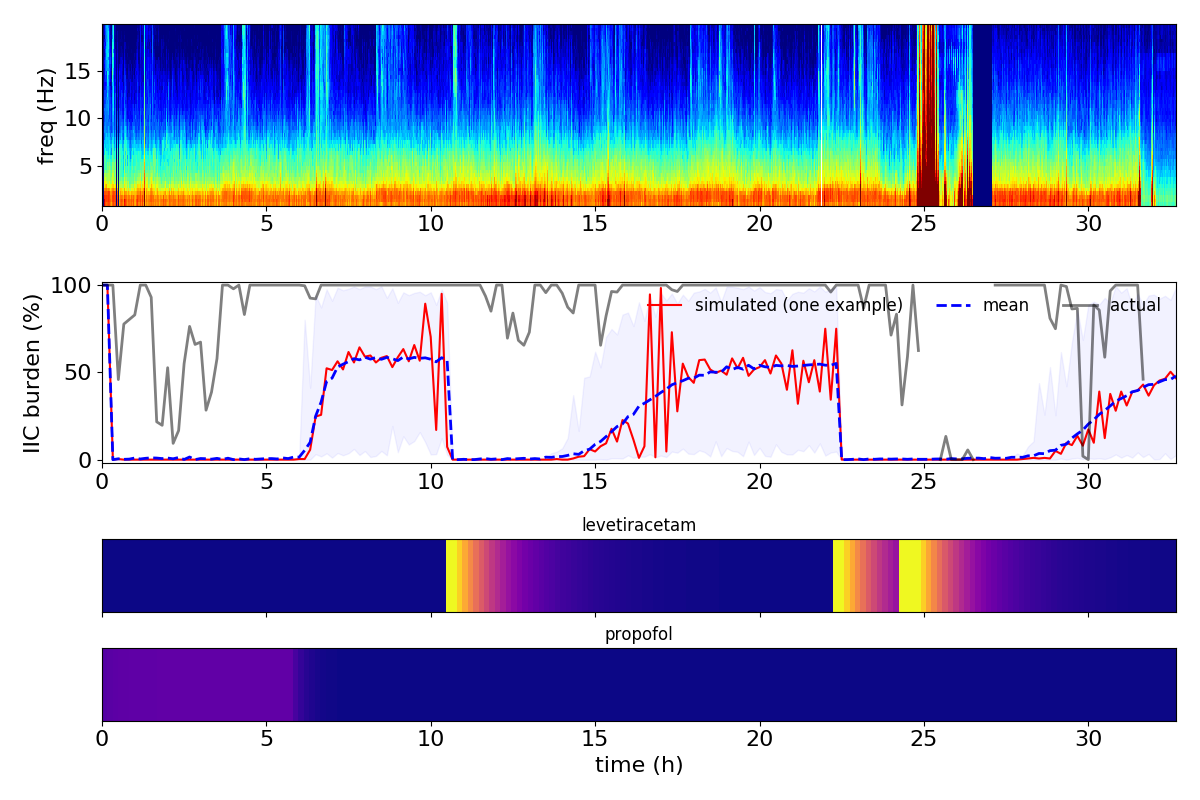 freq (Hz)
15
10
5
0 5 10 15 20 25 30
IIC burden (%)
100
50
0
simulated (one example) mean actual
0 5 10 15 20 25 30
levetiracetam
propofol
0 5 10 15 20 25 30
time (h)